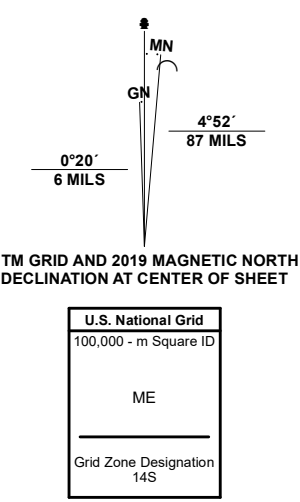 MN
GN
4°52´
87 MILS
0°20´
6 MILS
TM GRID AND 2019 MAGNETIC NORTH
DECLINATION AT CENTER OF SHEET
U.S. National Grid
100,000 - m Square ID
ME
Grid Zone Designation
14S